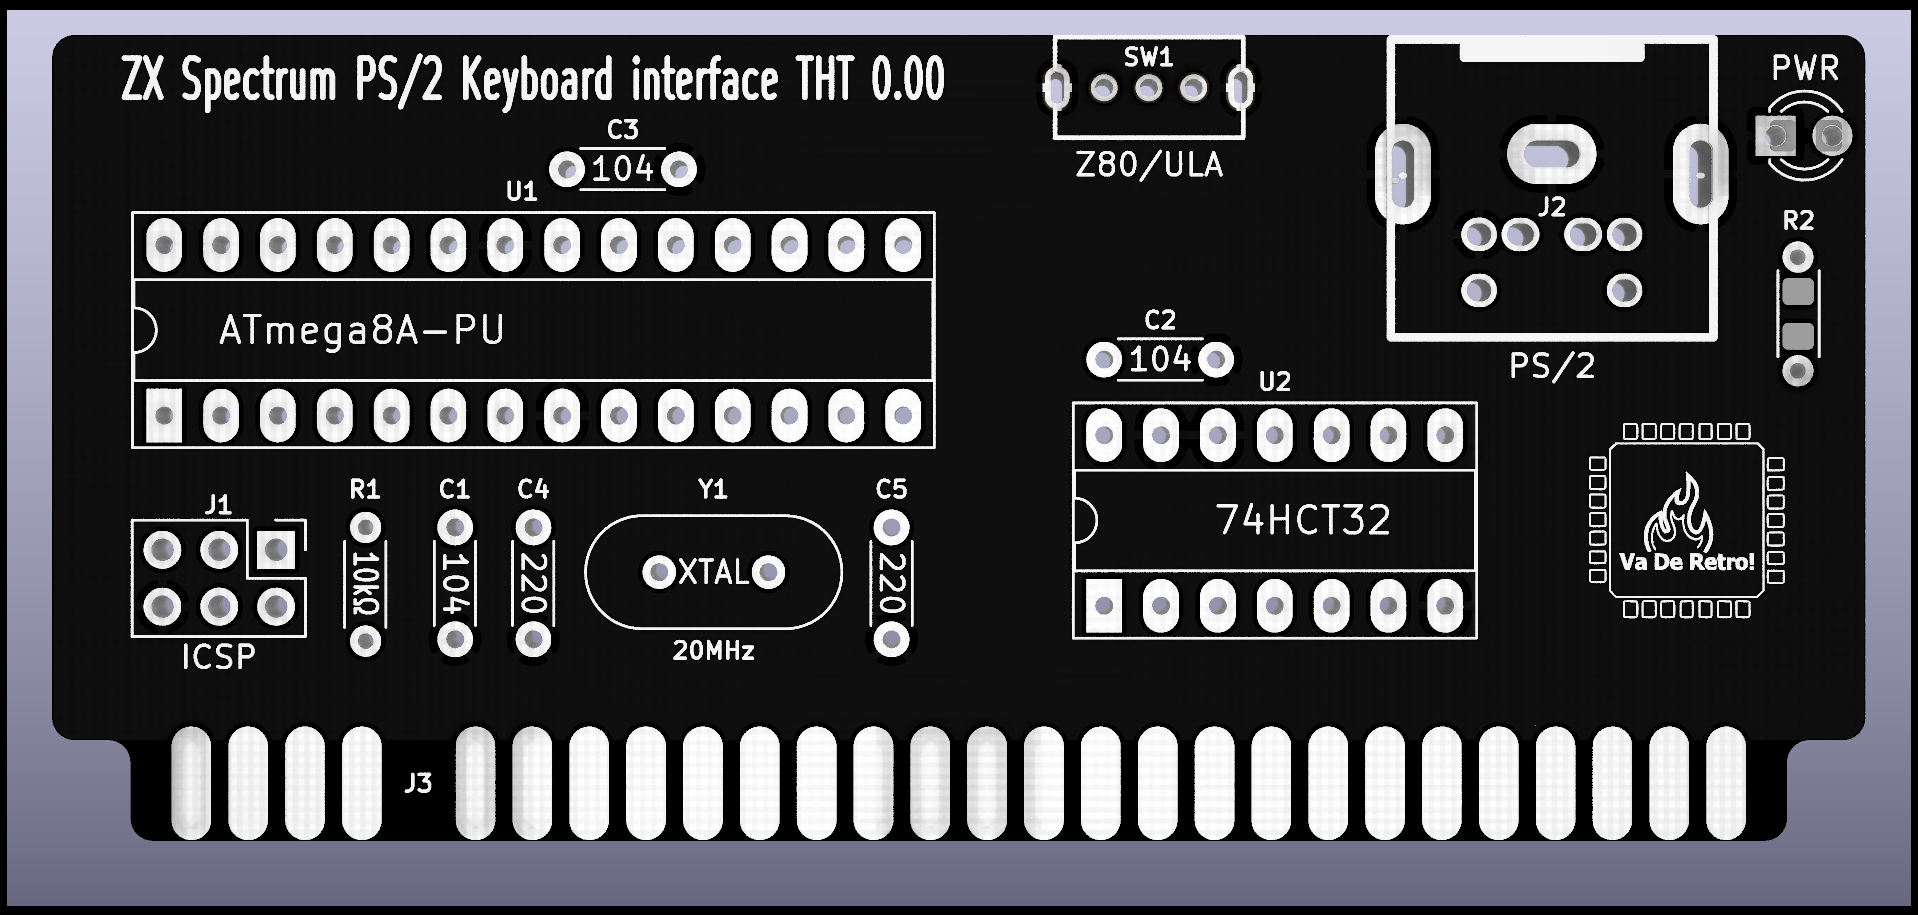 ZX Spectrum PS/2 Keyboard interface THT 0.00
SW1
Z80/ULA
PWR
C3
104
U1
ATmega8A-PU
J2
PS/2
R2
C2
104
U2
74HCT32
Va De Retro!
J1
ICSP
R1
10kΩ
C1
104
C4
220
Y1
XTAL
20MHz
C5
220
J3